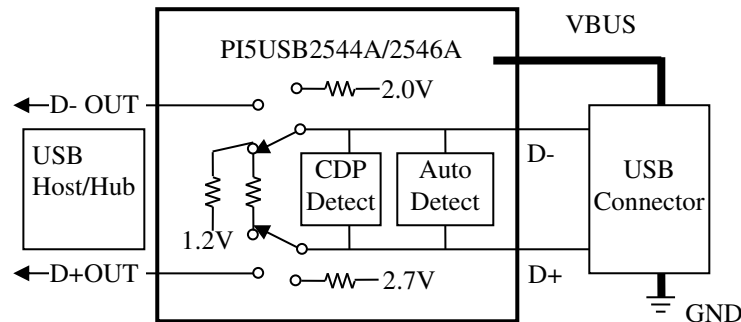 PI5USB2544A/2546A
VBUS
2.0V
D- OUT
USB
Host/Hub
CDP
Detect
Auto
Detect
D-
USB
Connector
1.2V
D+OUT
2.7V
D+
GND